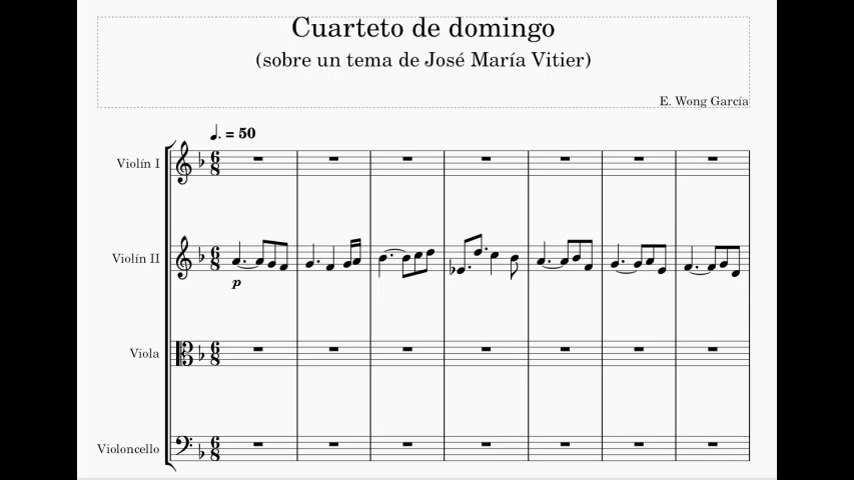 Cuarteto de domingo
(sobre un tema de José María Vitier)
E. Wong García
♩. = 50
Violín I
Violín II
p
Viola
Violoncello